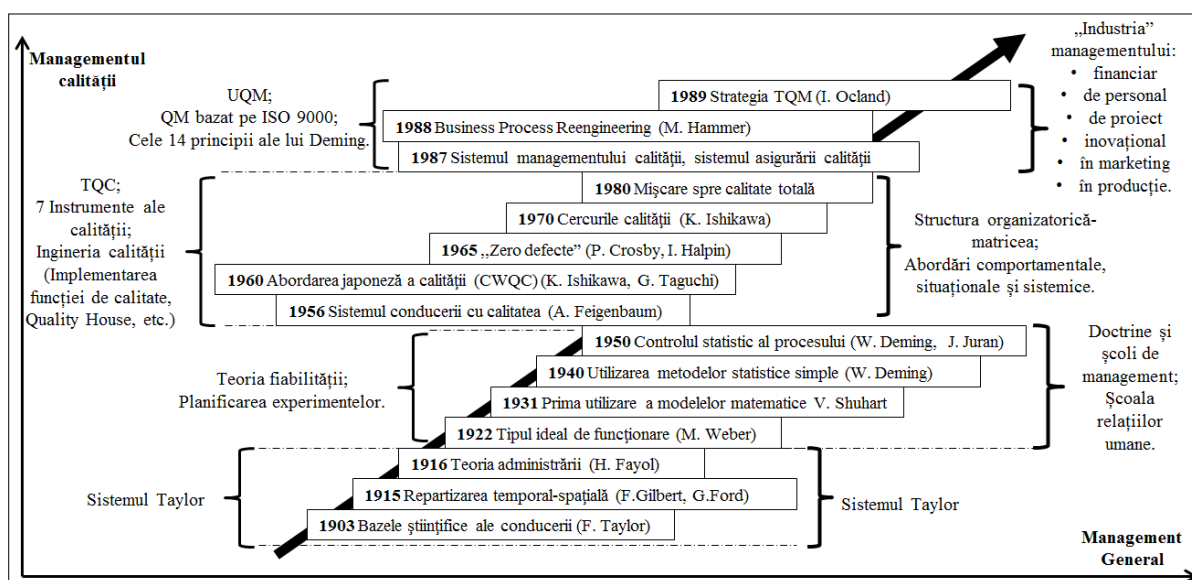 Managementul
calității
UQM;
QM bazat pe ISO 9000;
Cele 14 principii ale lui Deming.
1989 Strategia TQM (I. Ocland)
1988 Business Process Reengineering (M. Hammer)
1987 Sistemul managementului calităţii, sistemul asigurării calităţii
„Industria”
managementului:
• financiar
• de personal
• de proiect
• inovațional
• în marketing
• în producție.
TQC;
7 Instrumente ale
calității;
Ingineria calității
(Implementarea
funcției de calitate,
Quality House, etc.)
1980 Mişcare spre calitate totală
1970 Cercurile calităţii (K. Ishikawa)
1965 ,,Zero defecte” (P. Crosby, I. Halpin)
1960 Abordarea japoneză a calităţii (CWQC) (K. Ishikawa, G. Taguchi)
1956 Sistemul conducerii cu calitatea (A. Feigenbaum)
Structura organizatorică-
matricea;
Abordări comportamentale,
situaționale și sistemice.
Teoria fiabilității;
Planificarea experimentelor.
1950 Controlul statistic al procesului (W. Deming, J. Juran)
1940 Utilizarea metodelor statistice simple (W. Deming)
1931 Prima utilizare a modelelor matematice V. Shuhart
1922 Tipul ideal de funcţionare (M. Weber)
Doctrine și
școli de
management;
Școala
relațiilor
umane.
Sistemul Taylor
1916 Teoria administrării (H. Fayol)
1915 Repartizarea temporal-spaţială (F.Gilbert, G.Ford)
1903 Bazele ştiinţifice ale conducerii (F. Taylor)
Sistemul Taylor
Management
General